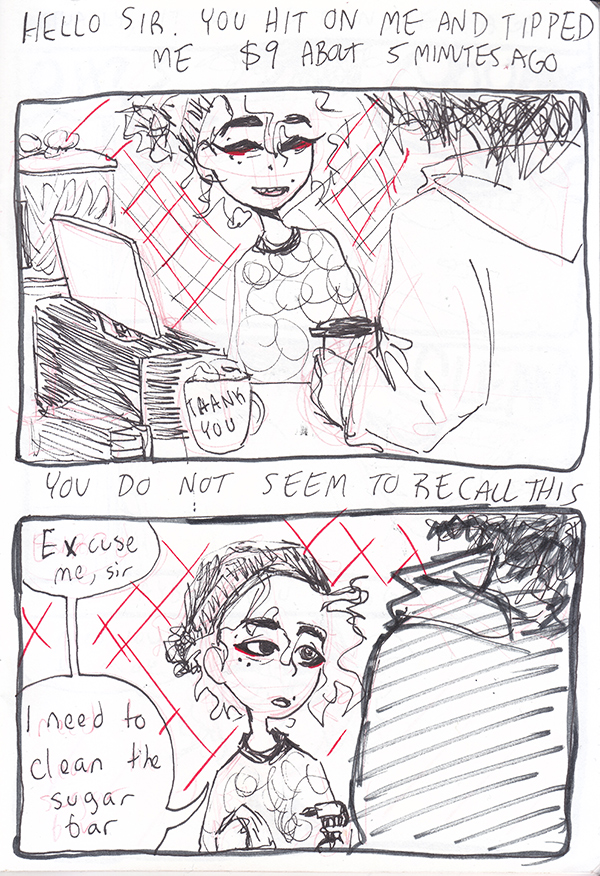 HELLO SIR. YOU HIT ON ME AND TIPPED
ME $9 ABOUT 5 MINUTES AGO
THANK
YOU
YOU DO NOT SEEM TO RECALL THIS
Excuse
me, sir
I need to
clean the
sugar
bar